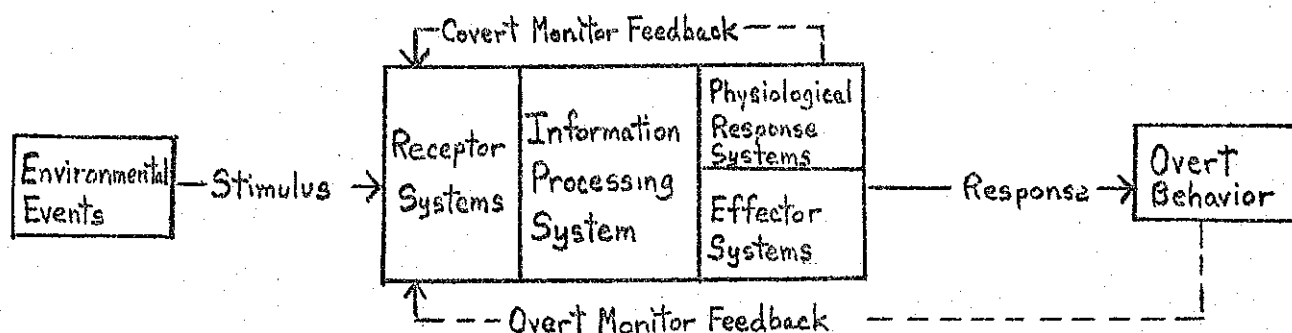 Covert Monitor Feedback
Environmental
Events
Stimulus
Receptor
Systems
Information
Processing
System
Physiological
Response
Systems
Effector
Systems
Response
Overt
Behavior
Overt Monitor Feedback